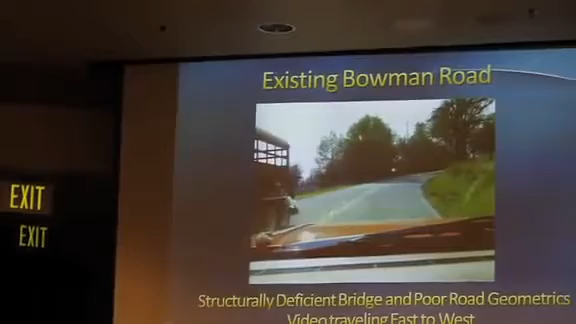 Existing Bowman Road
EXIT
EXIT
Structurally Deficient Bridge and Poor Road Geometrics
Video traveling East to West